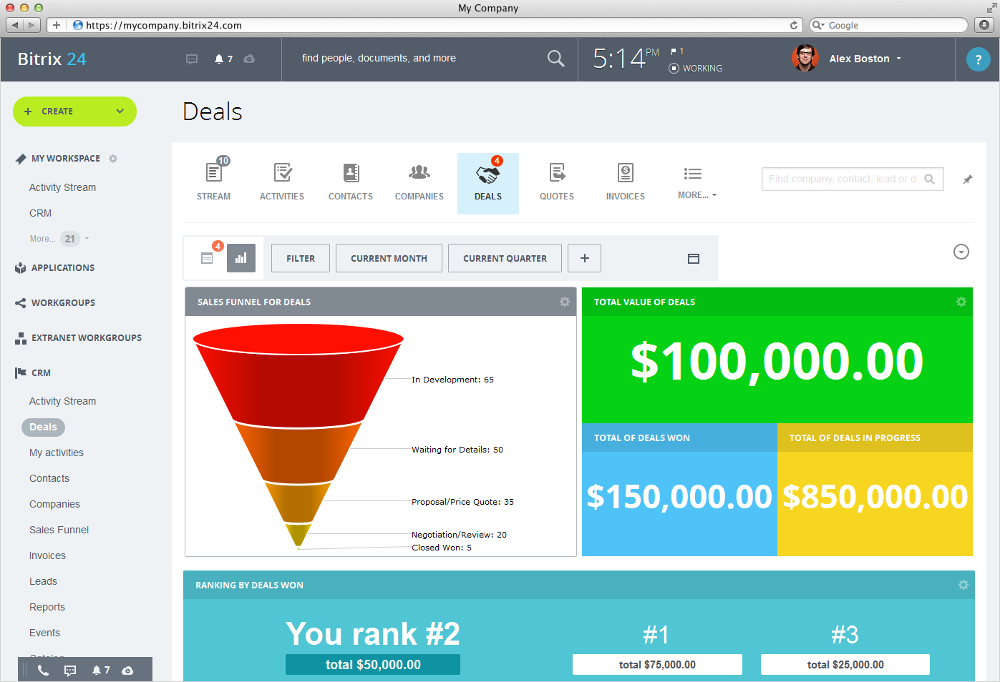 My Company
https://mycompany.bitrix24.com
Google
Bitrix 24
7
find people, documents, and more
5:14 PM
1
WORKING
Alex Boston
?
CREATE
Deals
MY WORKSPACE
Activity Stream
CRM
More... 21
APPLICATIONS
WORKGROUPS
EXTRANET WORKGROUPS
CRM
Activity Stream
Deals
My activities
Contacts
Companies
Sales Funnel
Invoices
Leads
Reports
Events
7
10
STREAM
ACTIVITIES
CONTACTS
COMPANIES
4
DEALS
QUOTES
INVOICES
MORE...
Find company, contact, lead or d
4
FILTER
CURRENT MONTH
CURRENT QUARTER
+
SALES FUNNEL FOR DEALS
In Development: 65
Waiting for Details: 50
Proposal/Price Quote: 35
Negotiation/Review: 20
Closed Won: 5
TOTAL VALUE OF DEALS
$100,000.00
TOTAL OF DEALS WON
$150,000.00
TOTAL OF DEALS IN PROGRESS
$850,000.00
RANKING BY DEALS WON
You rank #2
total $50,000.00
#1
total $75,000.00
#3
total $25,000.00